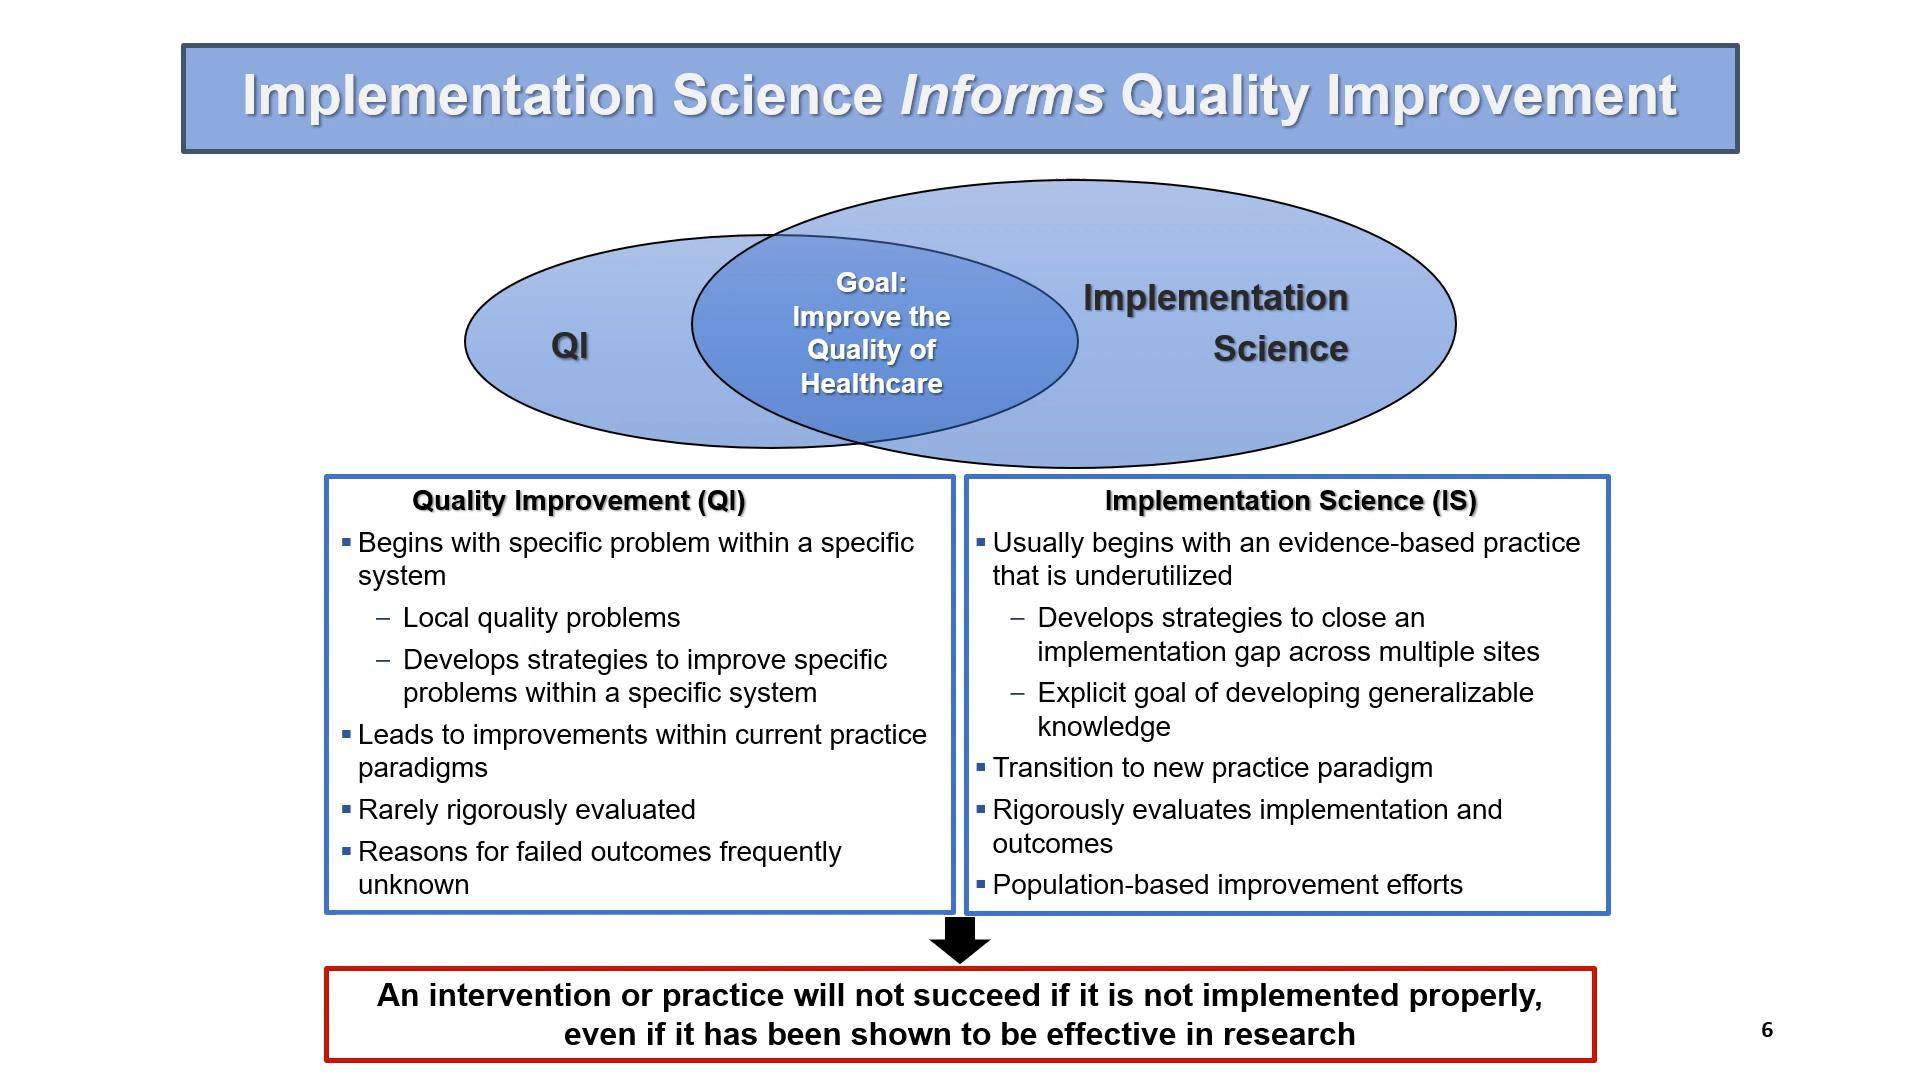 Implementation Science Informs Quality Improvement
QI
Goal:
Improve the
Quality of
Healthcare
Implementation
Science
Quality Improvement (QI)
▪ Begins with specific problem within a specific
system
– Local quality problems
– Develops strategies to improve specific
problems within a specific system
▪ Leads to improvements within current practice
paradigms
▪ Rarely rigorously evaluated
▪ Reasons for failed outcomes frequently
unknown
Implementation Science (IS)
▪ Usually begins with an evidence-based practice
that is underutilized
– Develops strategies to close an
implementation gap across multiple sites
– Explicit goal of developing generalizable
knowledge
▪ Transition to new practice paradigm
▪ Rigorously evaluates implementation and
outcomes
▪ Population-based improvement efforts
An intervention or practice will not succeed if it is not implemented properly,
even if it has been shown to be effective in research
6